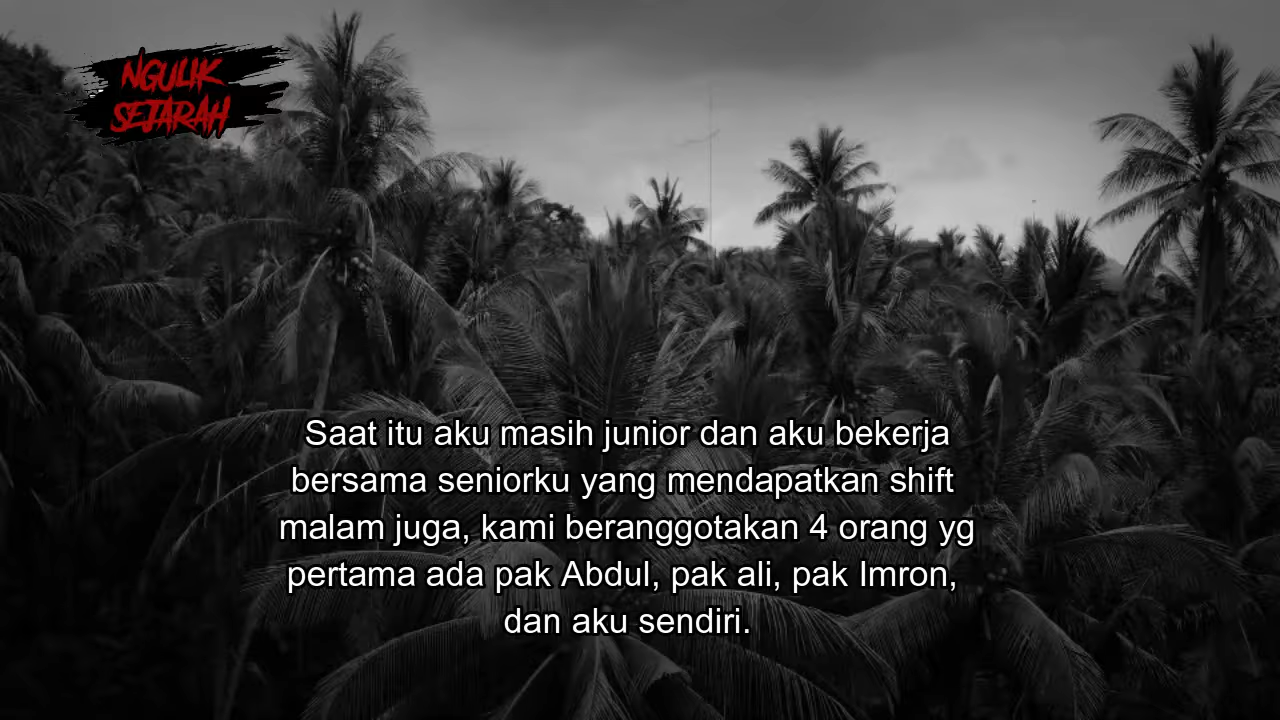 NGULIK
SEJARAH
Saat itu aku masih junior dan aku bekerja
bersama seniorku yang mendapatkan shift
malam juga, kami beranggotakan 4 orang yg
pertama ada pak Abdul, pak ali, pak Imron,
dan aku sendiri.